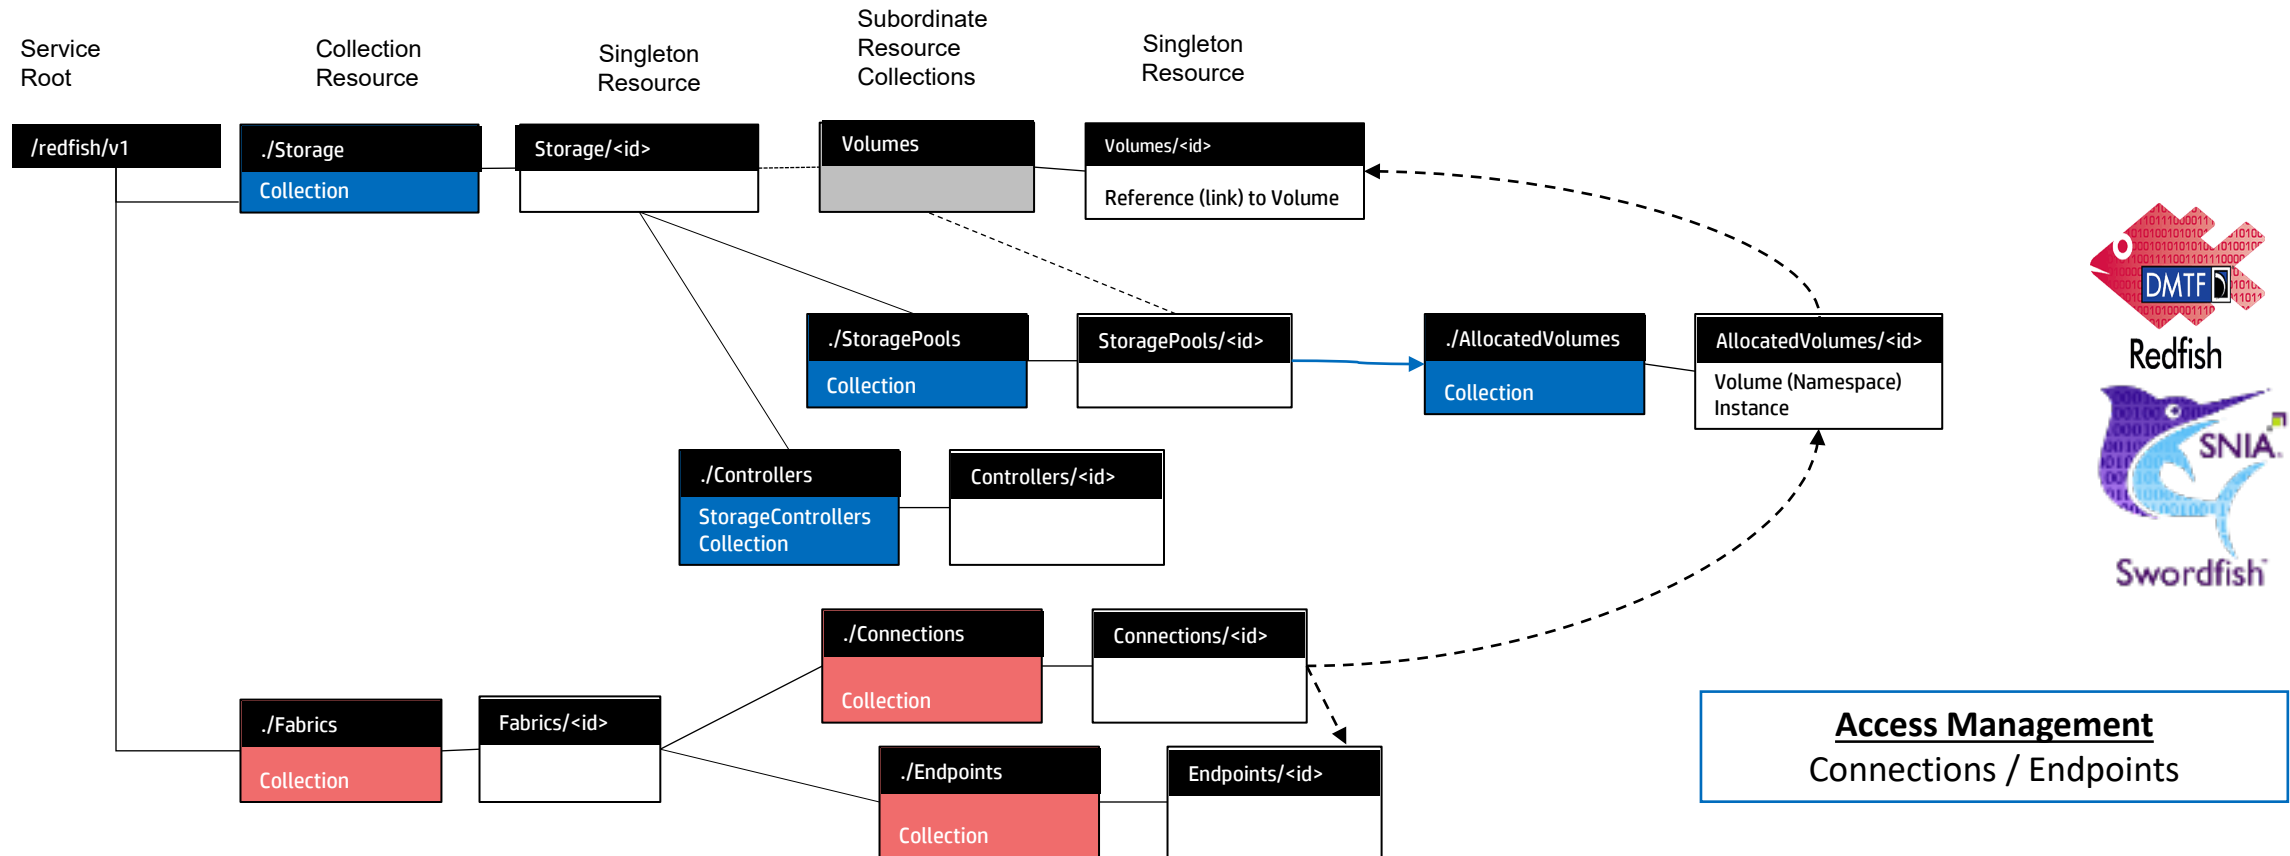 Service
Root
Collection
Resource
Singleton
Resource
Subordinate
Resource
Collections
Singleton
Resource
/redfish/v1
./Storage
Collection
Storage/<id>
Volumes
Volumes/<id>
Reference (link) to Volume
./StoragePools
Collection
StoragePools/<id>
./AllocatedVolumes
Collection
AllocatedVolumes/<id>
Volume (Namespace)
Instance
./Controllers
StorageControllers
Collection
Controllers/<id>
./Connections
Collection
Connections/<id>
./Fabrics
Collection
Fabrics/<id>
./Endpoints
Collection
Endpoints/<id>
DMTF
Redfish
SNIA
Swordfish
Access Management
Connections / Endpoints